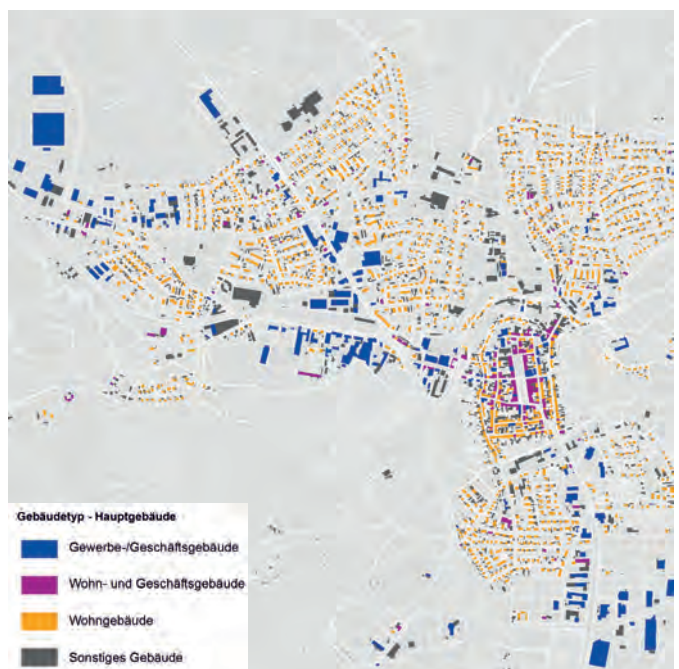 Gebäudetyp - Hauptgebäude
Gewerbe-/Geschäftsgebäude
Wohn- und Geschäftsgebäude
Wohngebäude
Sonstiges Gebäude